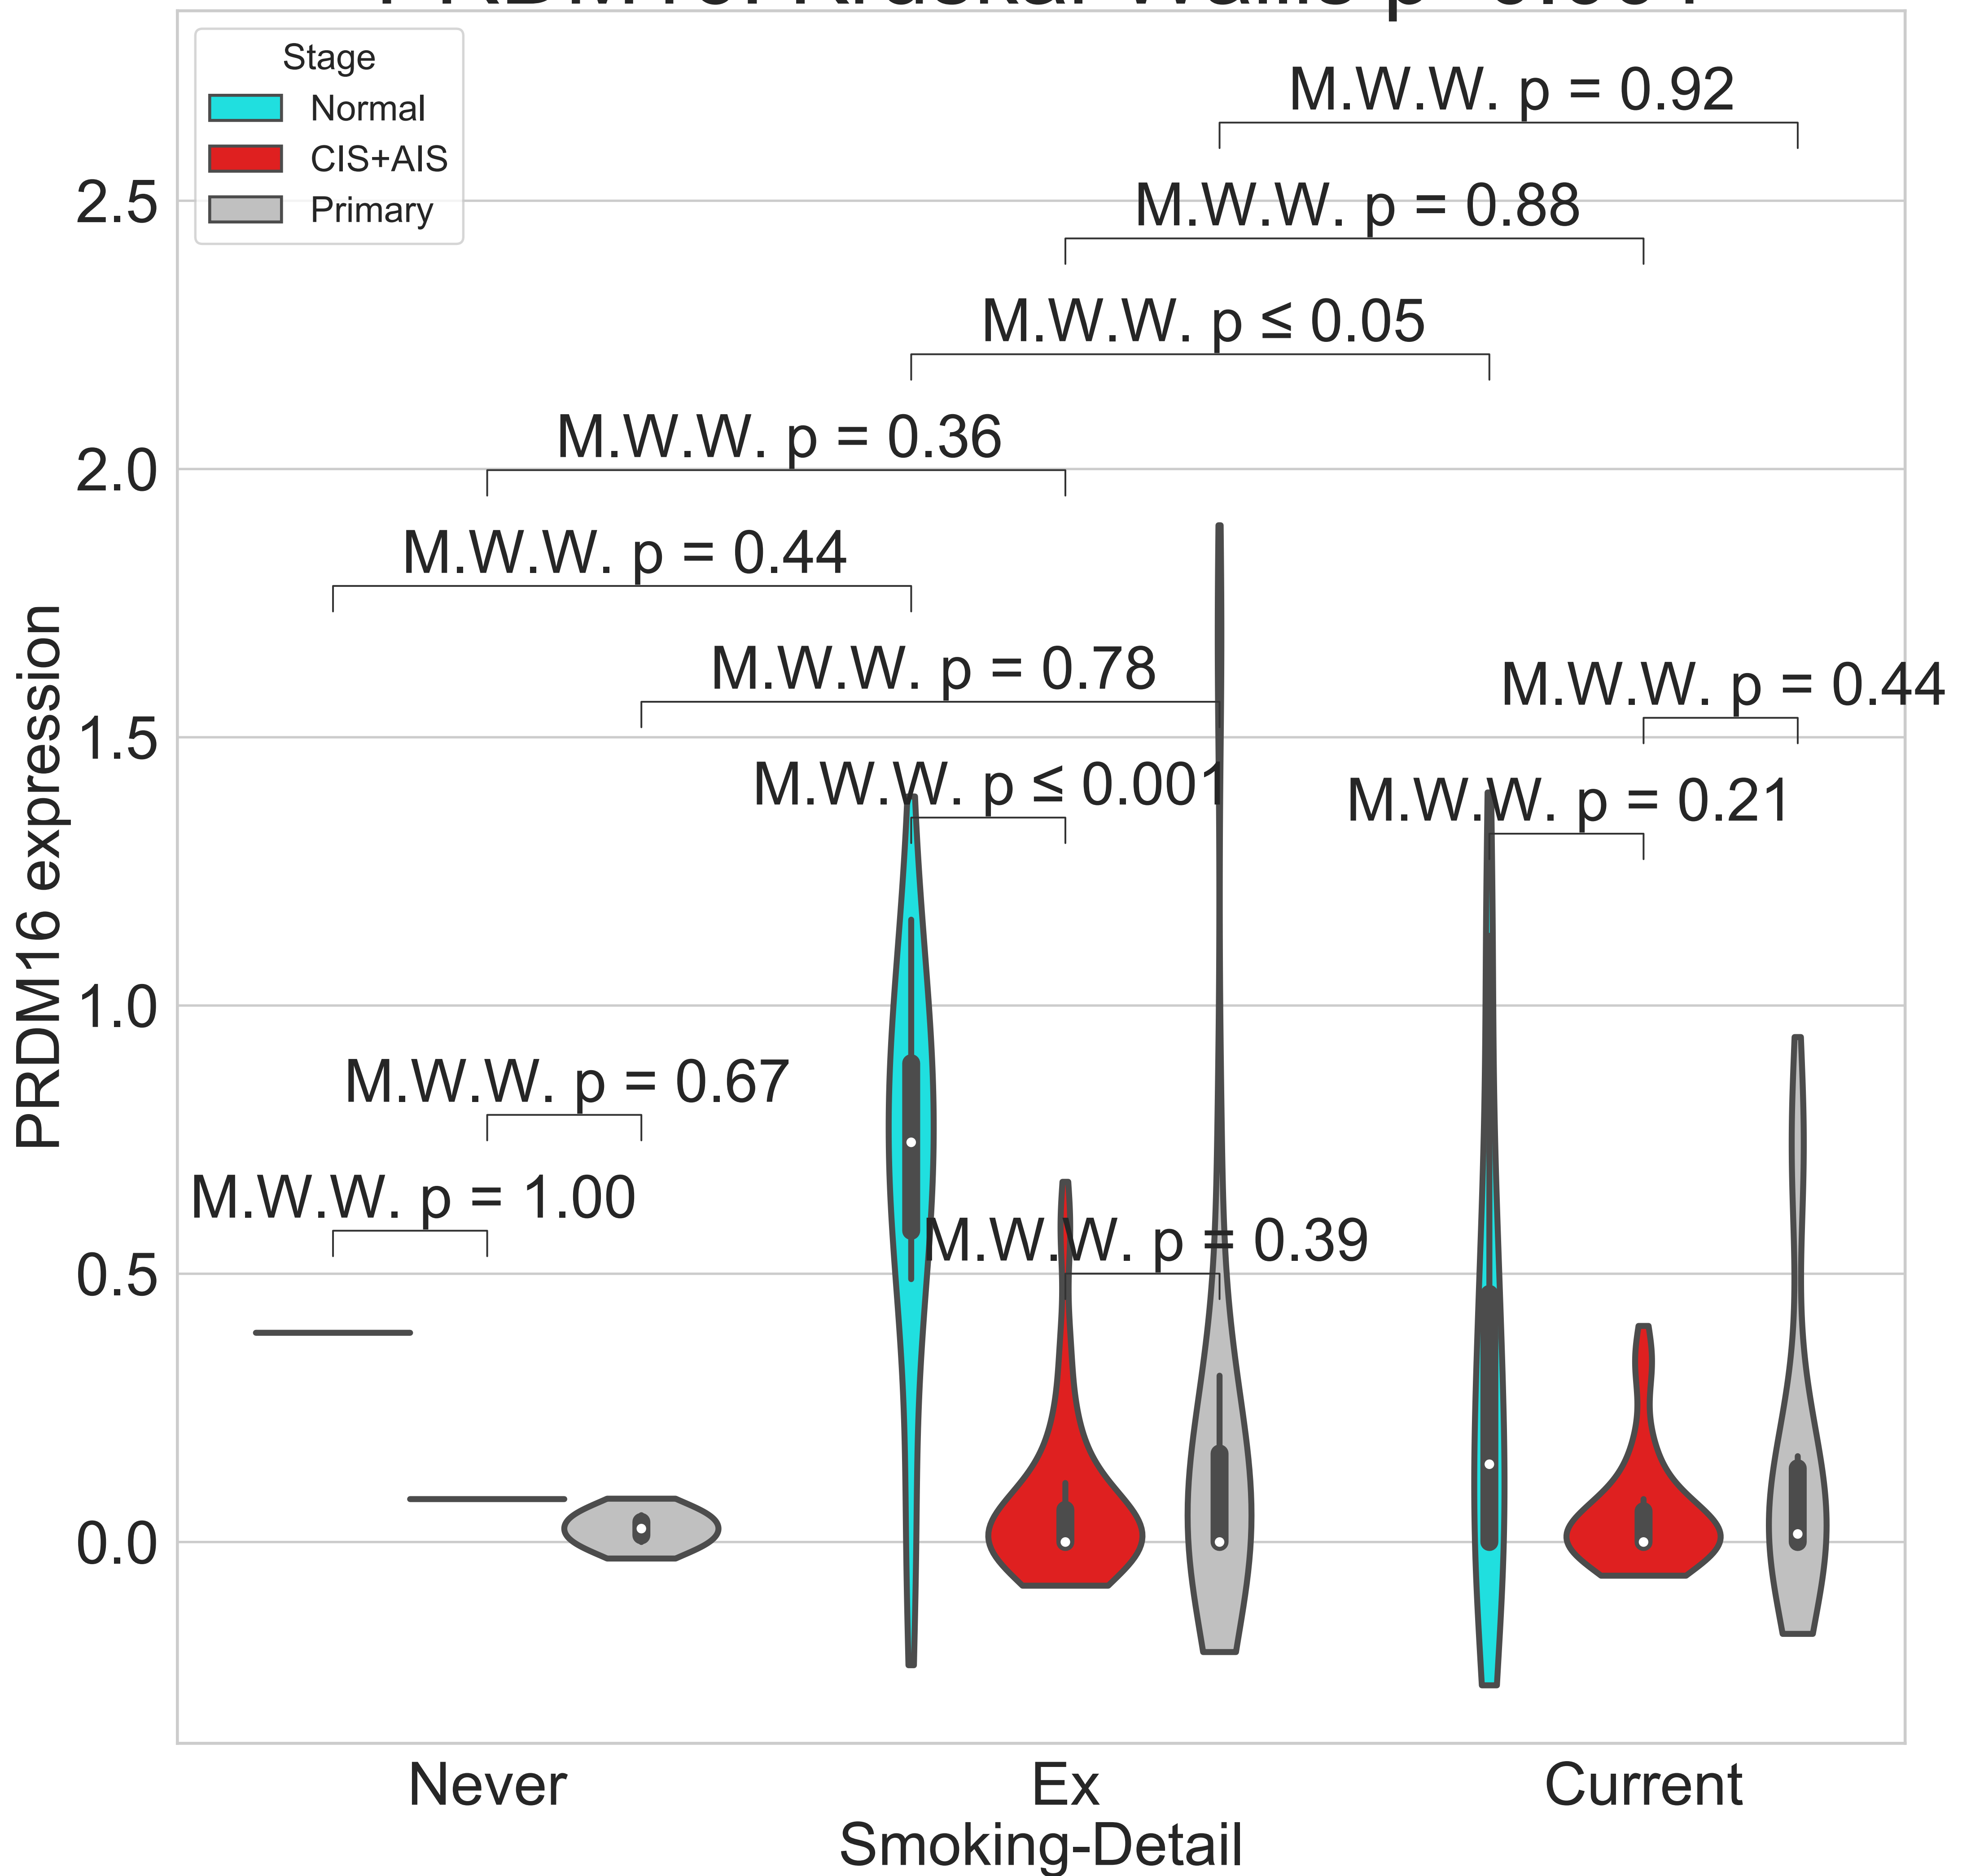 Stage
Normal
CIS+AIS
Primary
M.W.W. p = 0.92
M.W.W. p = 0.88
M.W.W. p ≤ 0.05
M.W.W. p = 0.36
M.W.W. p = 0.44
M.W.W. p = 0.78
M.W.W. p = 0.44
M.W.W. p ≤ 0.001
M.W.W. p = 0.21
M.W.W. p = 0.67
M.W.W. p = 1.00
M.W.W. p = 0.39
PRDM16 expression
2.5
2.0
1.5
1.0
0.5
0.0
Never
Ex
Current
Smoking-Detail